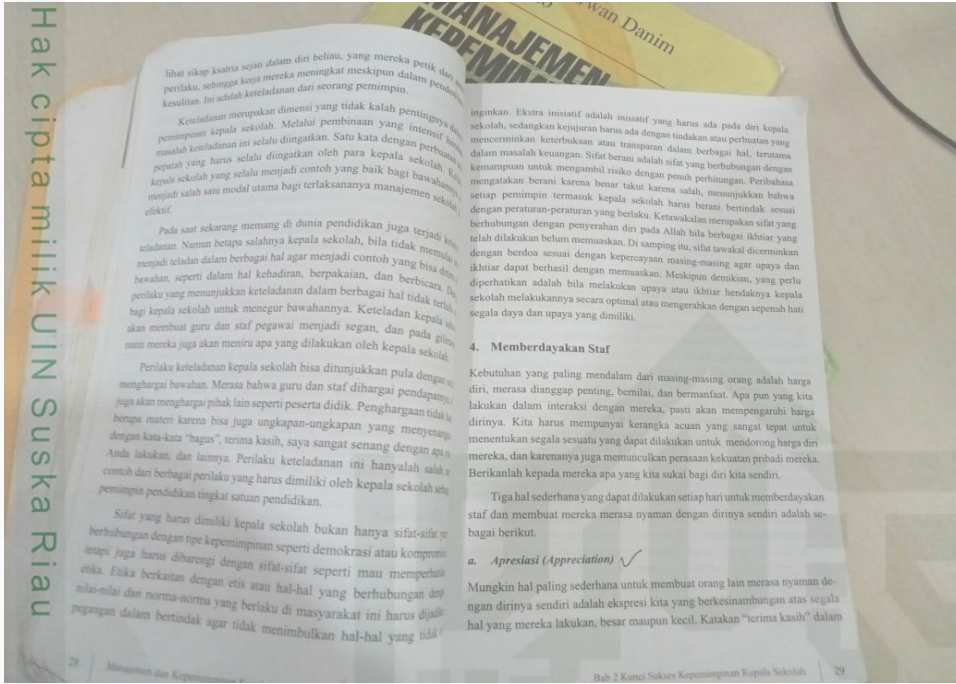 Hak cipta milik UIN Suska Riau
wan Danim
MANAJEMEN
lihat sikap ksatria sejati dalam diri beliau, yang mereka petik dari
perilaku, sehingga kerja mereka meningkat meskipun dalam
kesulitan. Ini adalah keteladanan dari seorang pemimpin.
Keteladanan merupakan dimensi yang tidak kalah pentingnya
pemimpinan kepala sekolah. Melalui pembinaan yang intensif
masalah keteladanan ini selalu diingatkan. Satu kata dengan perbuatan
pepatah yang harus selalu diingatkan oleh para kepala sekolah.
kepala sekolah yang selalu menjadi contoh yang baik bagi bawahannya
menjadi salah satu modal utama bagi terlaksananya manajemen sekolah
efektif.
Pada saat sekarang memang di dunia pendidikan juga terjadi
teladanan. Namun betapa salahnya kepala sekolah, bila tidak memulai
menjadi teladan dalam berbagai hal agar menjadi contoh yang bisa
bawahan, seperti dalam hal kehadiran, berpakaian, dan berbicara.
perilaku yang menunjukkan keteladanan dalam berbagai hal tidak
bagi kepala sekolah untuk menegur bawahannya. Keteladan kepala
akan membuat guru dan staf pegawai menjadi segan, dan pada
nanti mereka juga akan meniru apa yang dilakukan oleh kepala sekolah.
Perilaku keteladanan kepala sekolah bisa ditunjukkan pula dengan
menghargai bawahan. Merasa bahwa guru dan staf dihargai
juga akan menghargai pihak lain seperti peserta didik. Penghargaan tidak
berupa materi karena bisa juga ungkapan-ungkapan yang
dengan kata-kata “bagus”, terima kasih, saya sangat senang dengan
Anda lakukan, dan lainnya. Perilaku keteladanan ini hanyalah salah
contoh dari berbagai perilaku yang harus dimiliki oleh kepala sekolah
pemimpin pendidikan tingkat satuan pendidikan.
Sifat yang harus dimiliki kepala sekolah bukan hanya sifat-sifat
berhubungan dengan tipe kepemimpinan seperti demokrasi atau
tetapi juga harus dibarengi dengan sifat-sifat seperti mau
etika. Etika berkaitan dengan etis atau hal-hal yang berhubungan
nilai-nilai dan norma-norma yang berlaku di masyarakat ini harus
pegangan dalam bertindak agar tidak menimbulkan hal-hal yang tidak
28 Manajemen dan Kepemimpinan
inginkan. Ekstra inisiatif adalah inisiatif yang harus ada pada diri kepala
sekolah, sedangkan kejujuran harus ada dengan tindakan atau perbuatan yang
mencerminkan keterbukaan atau transparan dalam berbagai hal, terutama
dalam masalah keuangan. Sifat berani adalah sifat yang berhubungan dengan
kemampuan untuk mengambil risiko dengan penuh perhitungan. Peribahasa
mengatakan berani karena benar takut karena salah, menunjukkan bahwa
setiap pemimpin termasuk kepala sekolah harus berani bertindak sesuai
dengan peraturan-peraturan yang berlaku. Ketawakalan merupakan sifat yang
berhubungan dengan penyerahan diri pada Allah bila berbagai ikhtiar yang
telah dilakukan belum memuaskan. Di samping itu, sifat tawakal dicerminkan
dengan berdoa sesuai dengan kepercayaan masing-masing agar upaya dan
ikhtiar dapat berhasil dengan memuaskan. Meskipun demikian, yang perlu
diperhatikan adalah bila melakukan upaya atau ikhtiar hendaknya kepala
sekolah melakukannya secara optimal atau mengerahkan dengan sepenuh hati
segala daya dan upaya yang dimiliki.
4. Memberdayakan Staf
Kebutuhan yang paling mendalam dari masing-masing orang adalah harga
diri, merasa dianggap penting, bernilai, dan bermanfaat. Apa pun yang kita
lakukan dalam interaksi dengan mereka, pasti akan mempengaruhi harga
dirinya. Kita harus mempunyai kerangka acuan yang sangat tepat untuk
menentukan segala sesuatu yang dapat dilakukan untuk mendorong harga diri
mereka, dan karenanya juga memunculkan perasaan kekuatan pribadi mereka.
Berikanlah kepada mereka apa yang kita sukai bagi diri kita sendiri.
Tiga hal sederhana yang dapat dilakukan setiap hari untuk memberdayakan
staf dan membuat mereka merasa nyaman dengan dirinya sendiri adalah se-
bagai berikut.
a. Apresiasi (Appreciation)
Mungkin hal paling sederhana untuk membuat orang lain merasa nyaman de-
ngan dirinya sendiri adalah ekspresi kita yang berkesinambungan atas segala
hal yang mereka lakukan, besar maupun kecil. Katakan “terima kasih” dalam
Bab 2 Kunci Sukses Kepemimpinan Kepala Sekolah 29